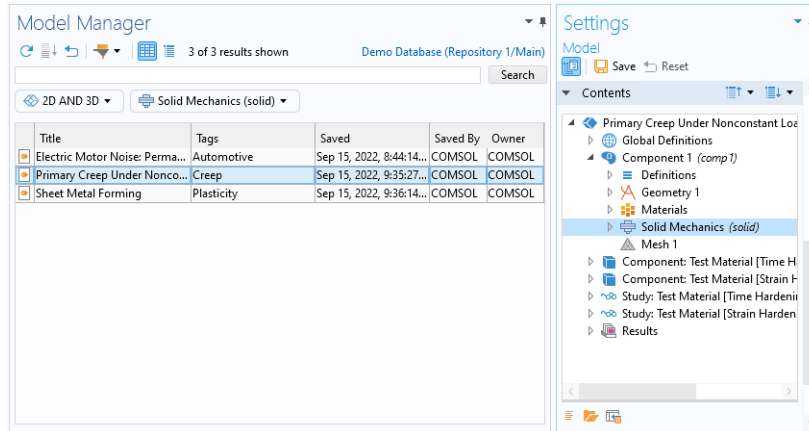 Model Manager
3 of 3 results shown
Demo Database (Repository 1/Main)
Search
2D AND 3D
Solid Mechanics (solid)
Title Tags Saved Saved By Owner
Electric Motor Noise: Perma... Automotive Sep 15, 2022, 8:44:14... COMSOL COMSOL
Primary Creep Under Nonco... Creep Sep 15, 2022, 9:35:27... COMSOL COMSOL
Sheet Metal Forming Plasticity Sep 15, 2022, 9:36:14... COMSOL COMSOL
Settings
Model
Save Reset
Contents
Primary Creep Under Nonconstant Loa
Global Definitions
Component 1 (comp1)
Definitions
Geometry 1
Materials
Solid Mechanics (solid)
Mesh 1
Component: Test Material [Time H
Component: Test Material [Strain H
Study: Test Material [Time Hardenin
Study: Test Material [Strain Harden
Results